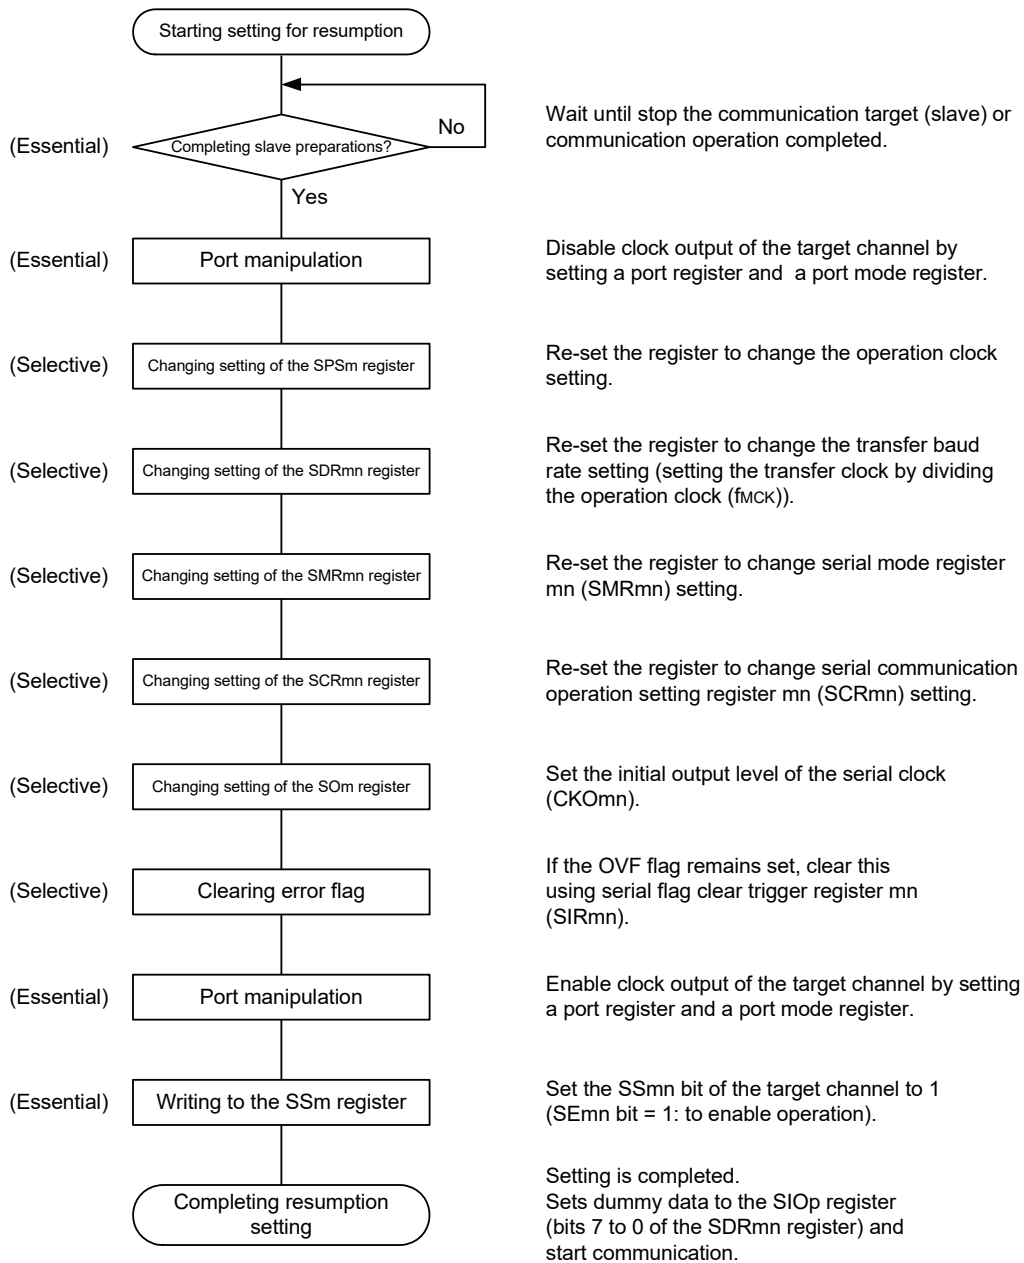 Starting setting for resumption
No
Wait until stop the communication target (slave) or
communication operation completed.
(Essential)
Completing slave preparations?
Yes
(Essential)
Port manipulation
Disable clock output of the target channel by
setting a port register and  a port mode register.
(Selective)
Changing setting of the SPSm register
Re-set the register to change the operation clock
setting.
(Selective)
Changing setting of the SDRmn register
Re-set the register to change the transfer baud
rate setting (setting the transfer clock by dividing
the operation clock (fMCK)).
(Selective)
Changing setting of the SMRmn register
Re-set the register to change serial mode register
mn (SMRmn) setting.
(Selective)
Changing setting of the SCRmn register
Re-set the register to change serial communication
operation setting register mn (SCRmn) setting.
(Selective)
Changing setting of the SOm register
Set the initial output level of the serial clock
(CKOmn).
(Selective)
Clearing error flag
If the OVF flag remains set, clear this
using serial flag clear trigger register mn
(SIRmn).
(Essential)
Port manipulation
Enable clock output of the target channel by setting
a port register and a port mode register.
(Essential)
Writing to the SSm register
Set the SSmn bit of the target channel to 1
(SEmn bit = 1: to enable operation).
Completing resumption
setting
Setting is completed.
Sets dummy data to the SIOp register
(bits 7 to 0 of the SDRmn register) and
start communication.